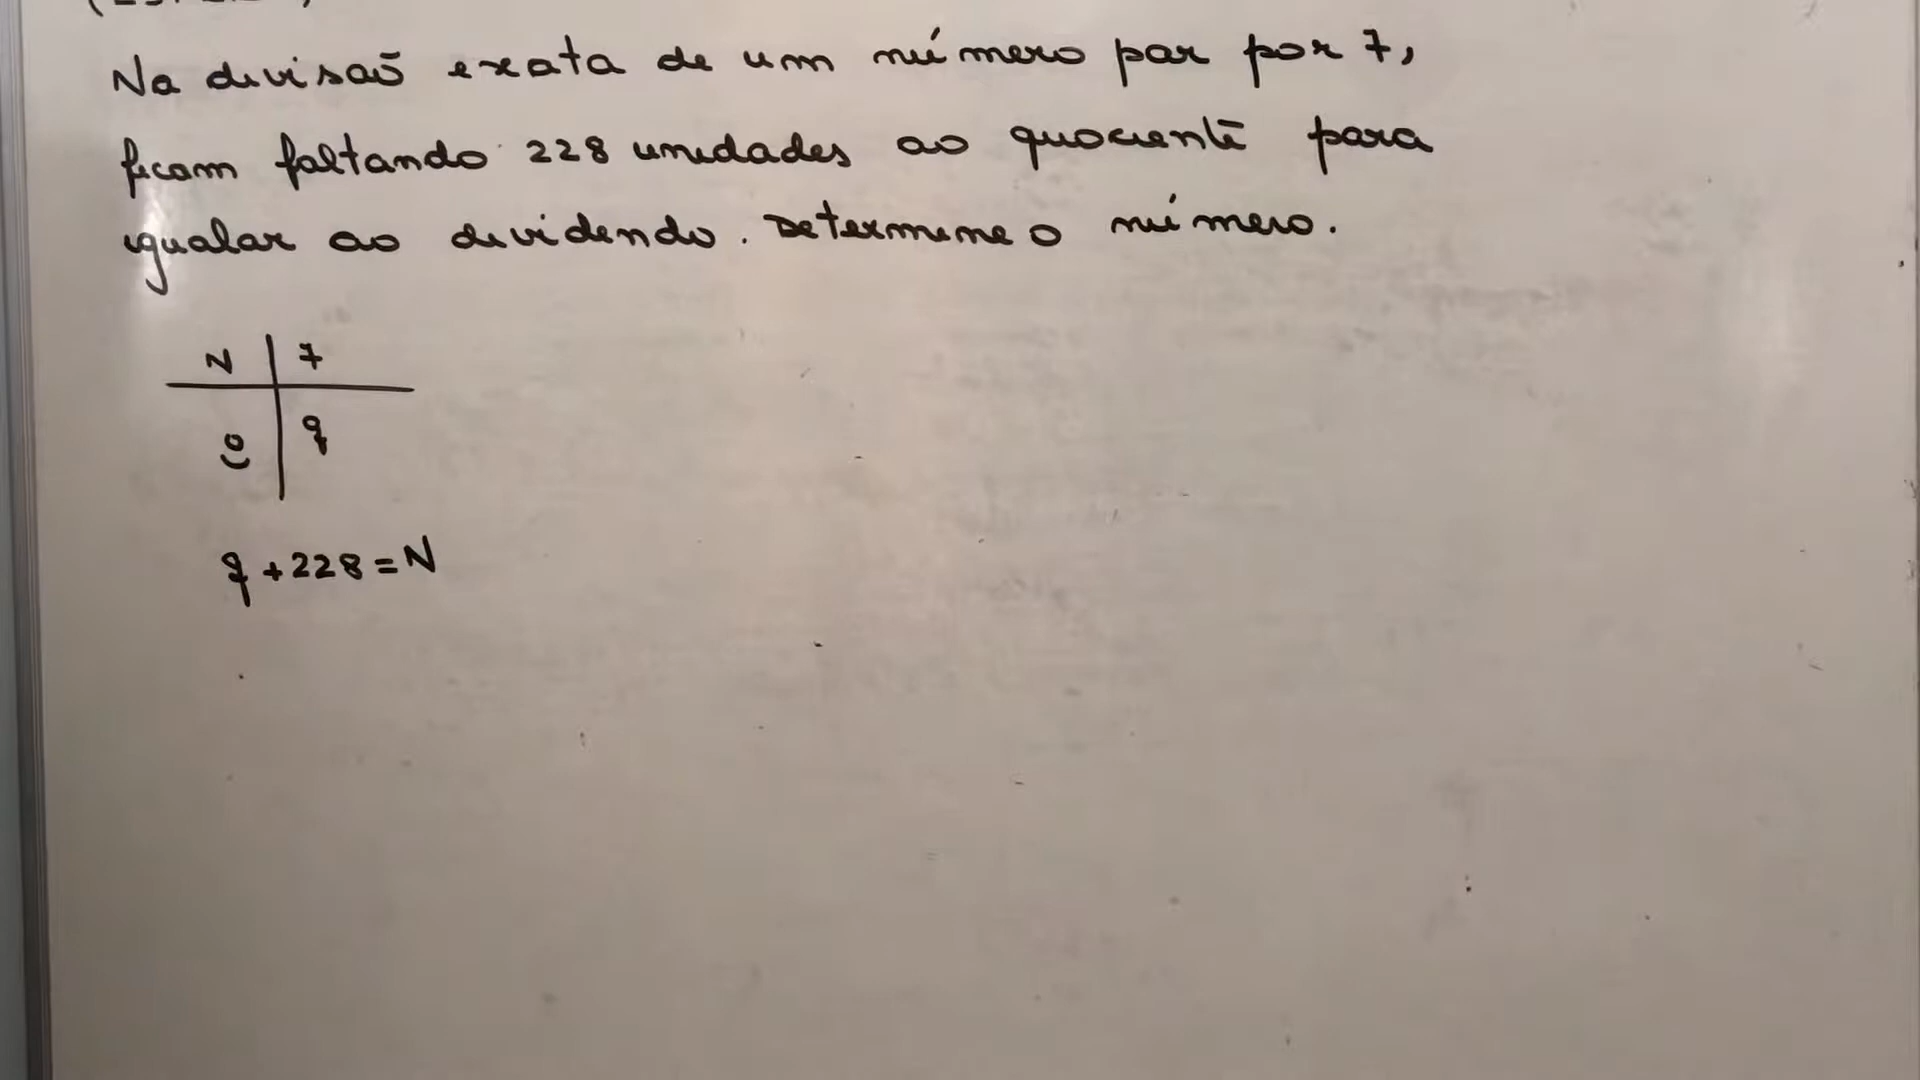 Na divisão exata de um número par por 7,
ficam faltando 228 unidades ao quociente para
igualar ao dividendo. Determine o número.
N 7
0 q
q + 228 = N